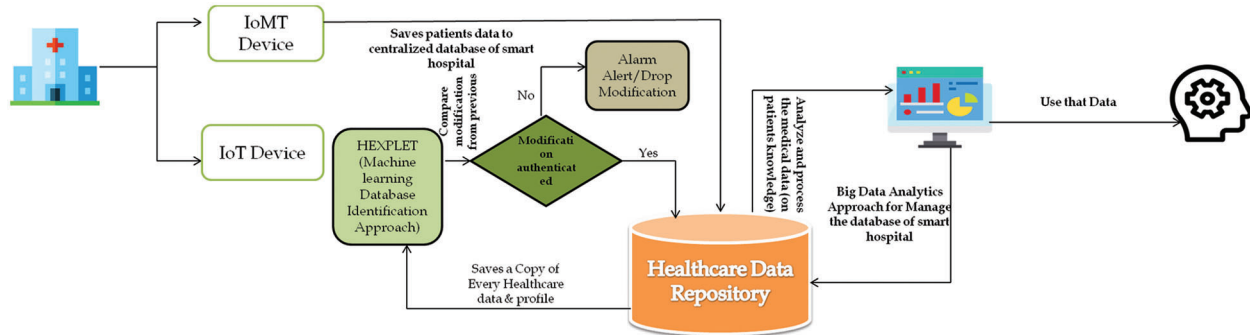 IoMT
Device
Saves patients data to
centralized database of smart
hospital
IoT Device
HEXPLET
(Machine
learning
Database
Identification
Approach)
Compare
modification
from previous
No
Alarm
Alert/Drop
Modification
Modificati
on
authenticat
ed
Yes
Saves a Copy of
Every Healthcare
data & profile
Healthcare Data
Repository
Analyze and process
the medical data (on
patients knowledge)
Big Data Analytics
Approach for Manage
the database of smart
hospital
Use that Data